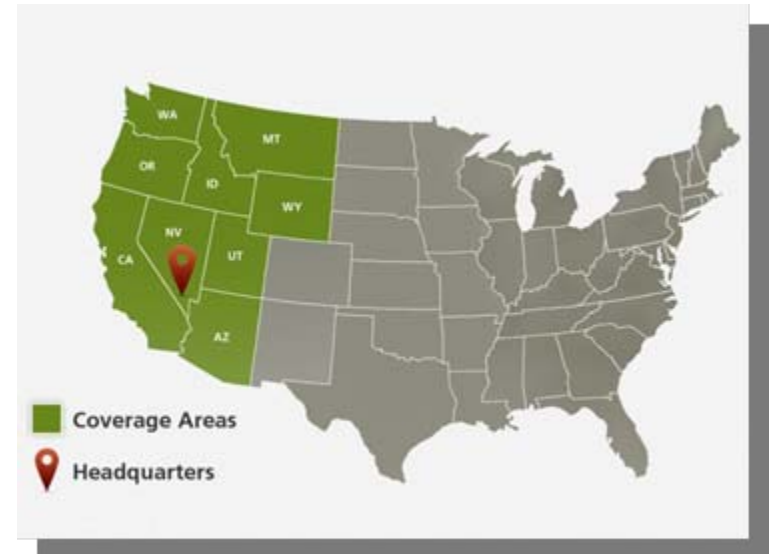 WA
MT
OR
ID
WY
NV
UT
CA
AZ
Coverage Areas
Headquarters